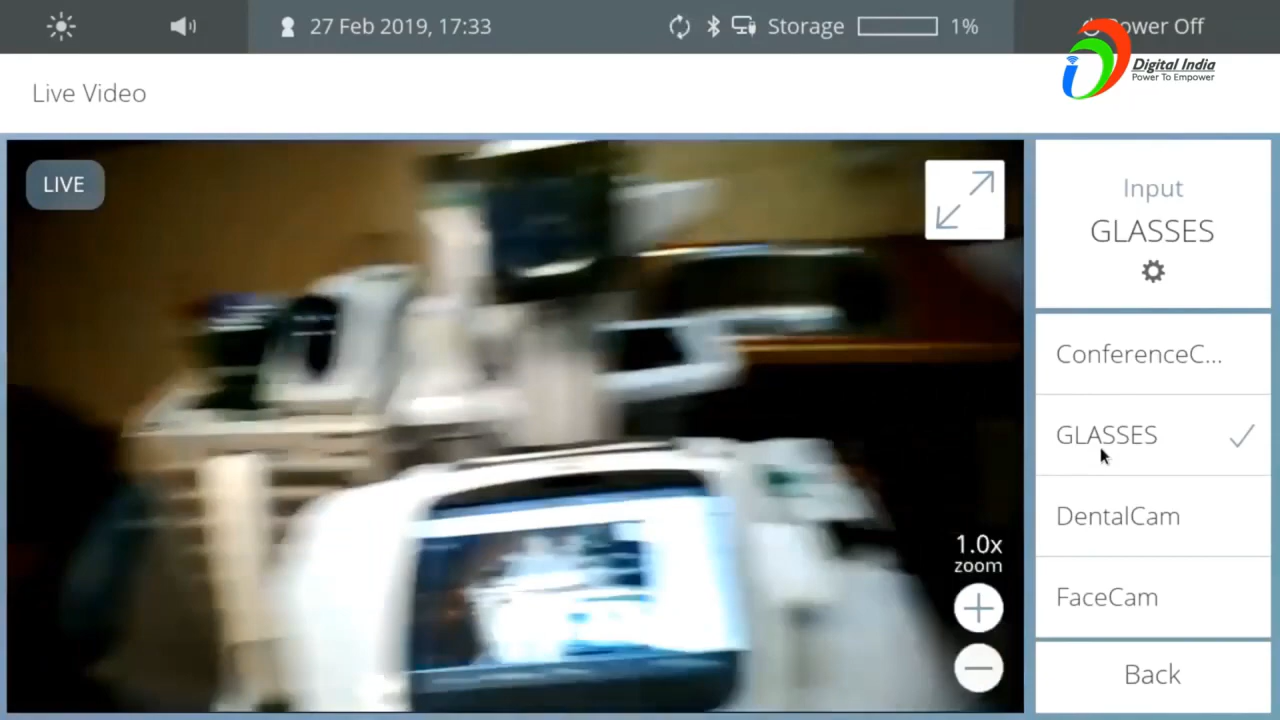 27 Feb 2019, 17:33
Storage
1%
Power Off
Digital India
Power To Empower
Live Video
LIVE
Input
GLASSES
ConferenceC...
GLASSES
DentalCam
FaceCam
1.0x
zoom
Back